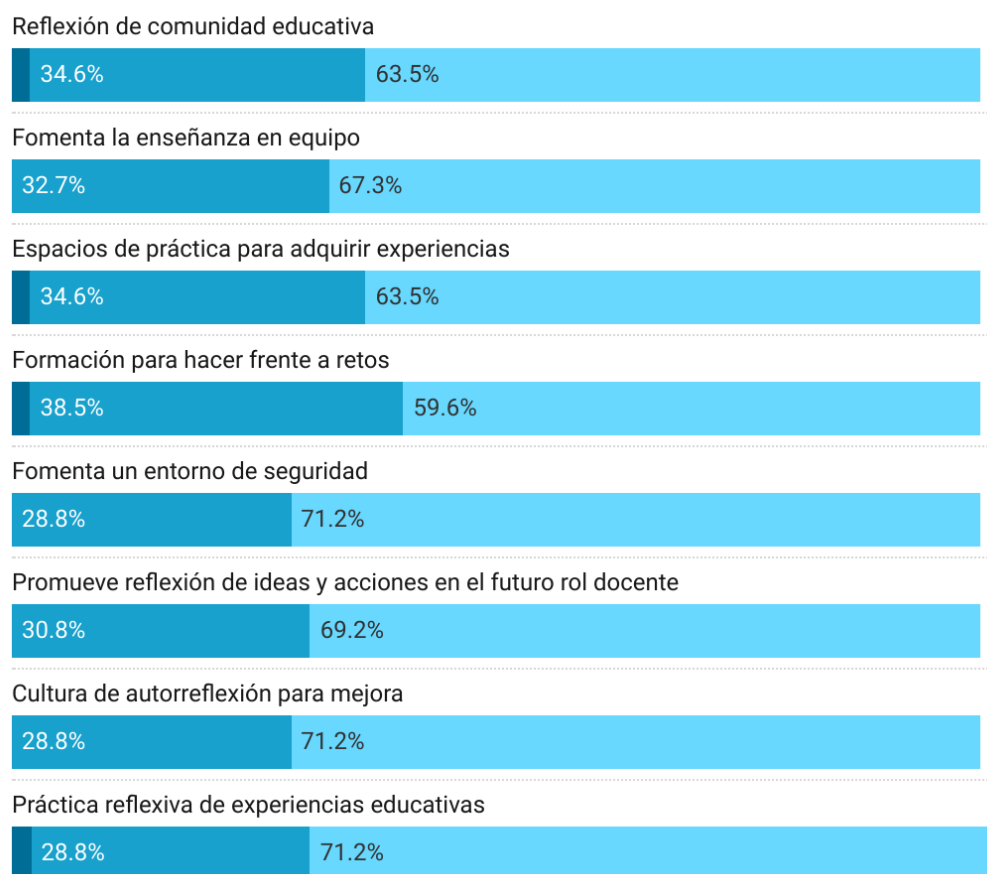 Reflexión de comunidad educativa
34.6% 63.5%
Fomenta la enseñanza en equipo
32.7% 67.3%
Espacios de práctica para adquirir experiencias
34.6% 63.5%
Formación para hacer frente a retos
38.5% 59.6%
Fomenta un entorno de seguridad
28.8% 71.2%
Promueve reflexión de ideas y acciones en el futuro rol docente
30.8% 69.2%
Cultura de autorreflexión para mejora
28.8% 71.2%
Práctica reflexiva de experiencias educativas
28.8% 71.2%